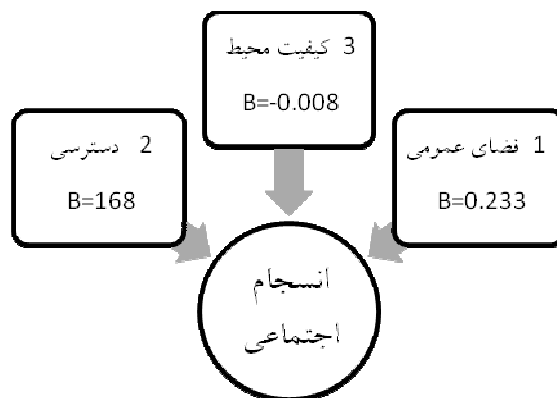 3 کیفیت محیط
B=-0.008
1 فضای عمومی
B=0.233
2 دسترسی
B=168
انسجام
اجتماعی